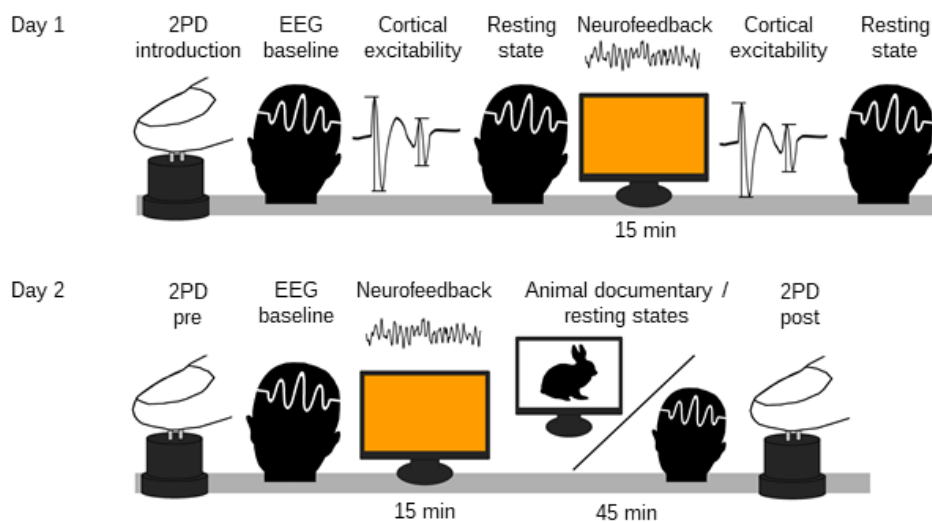 Day 1
2PD introduction
EEG baseline
Cortical excitability
Resting state
Neurofeedback
Cortical excitability
Resting state
15 min
Day 2
2PD pre
EEG baseline
Neurofeedback
Animal documentary / resting states
2PD post
15 min
45 min